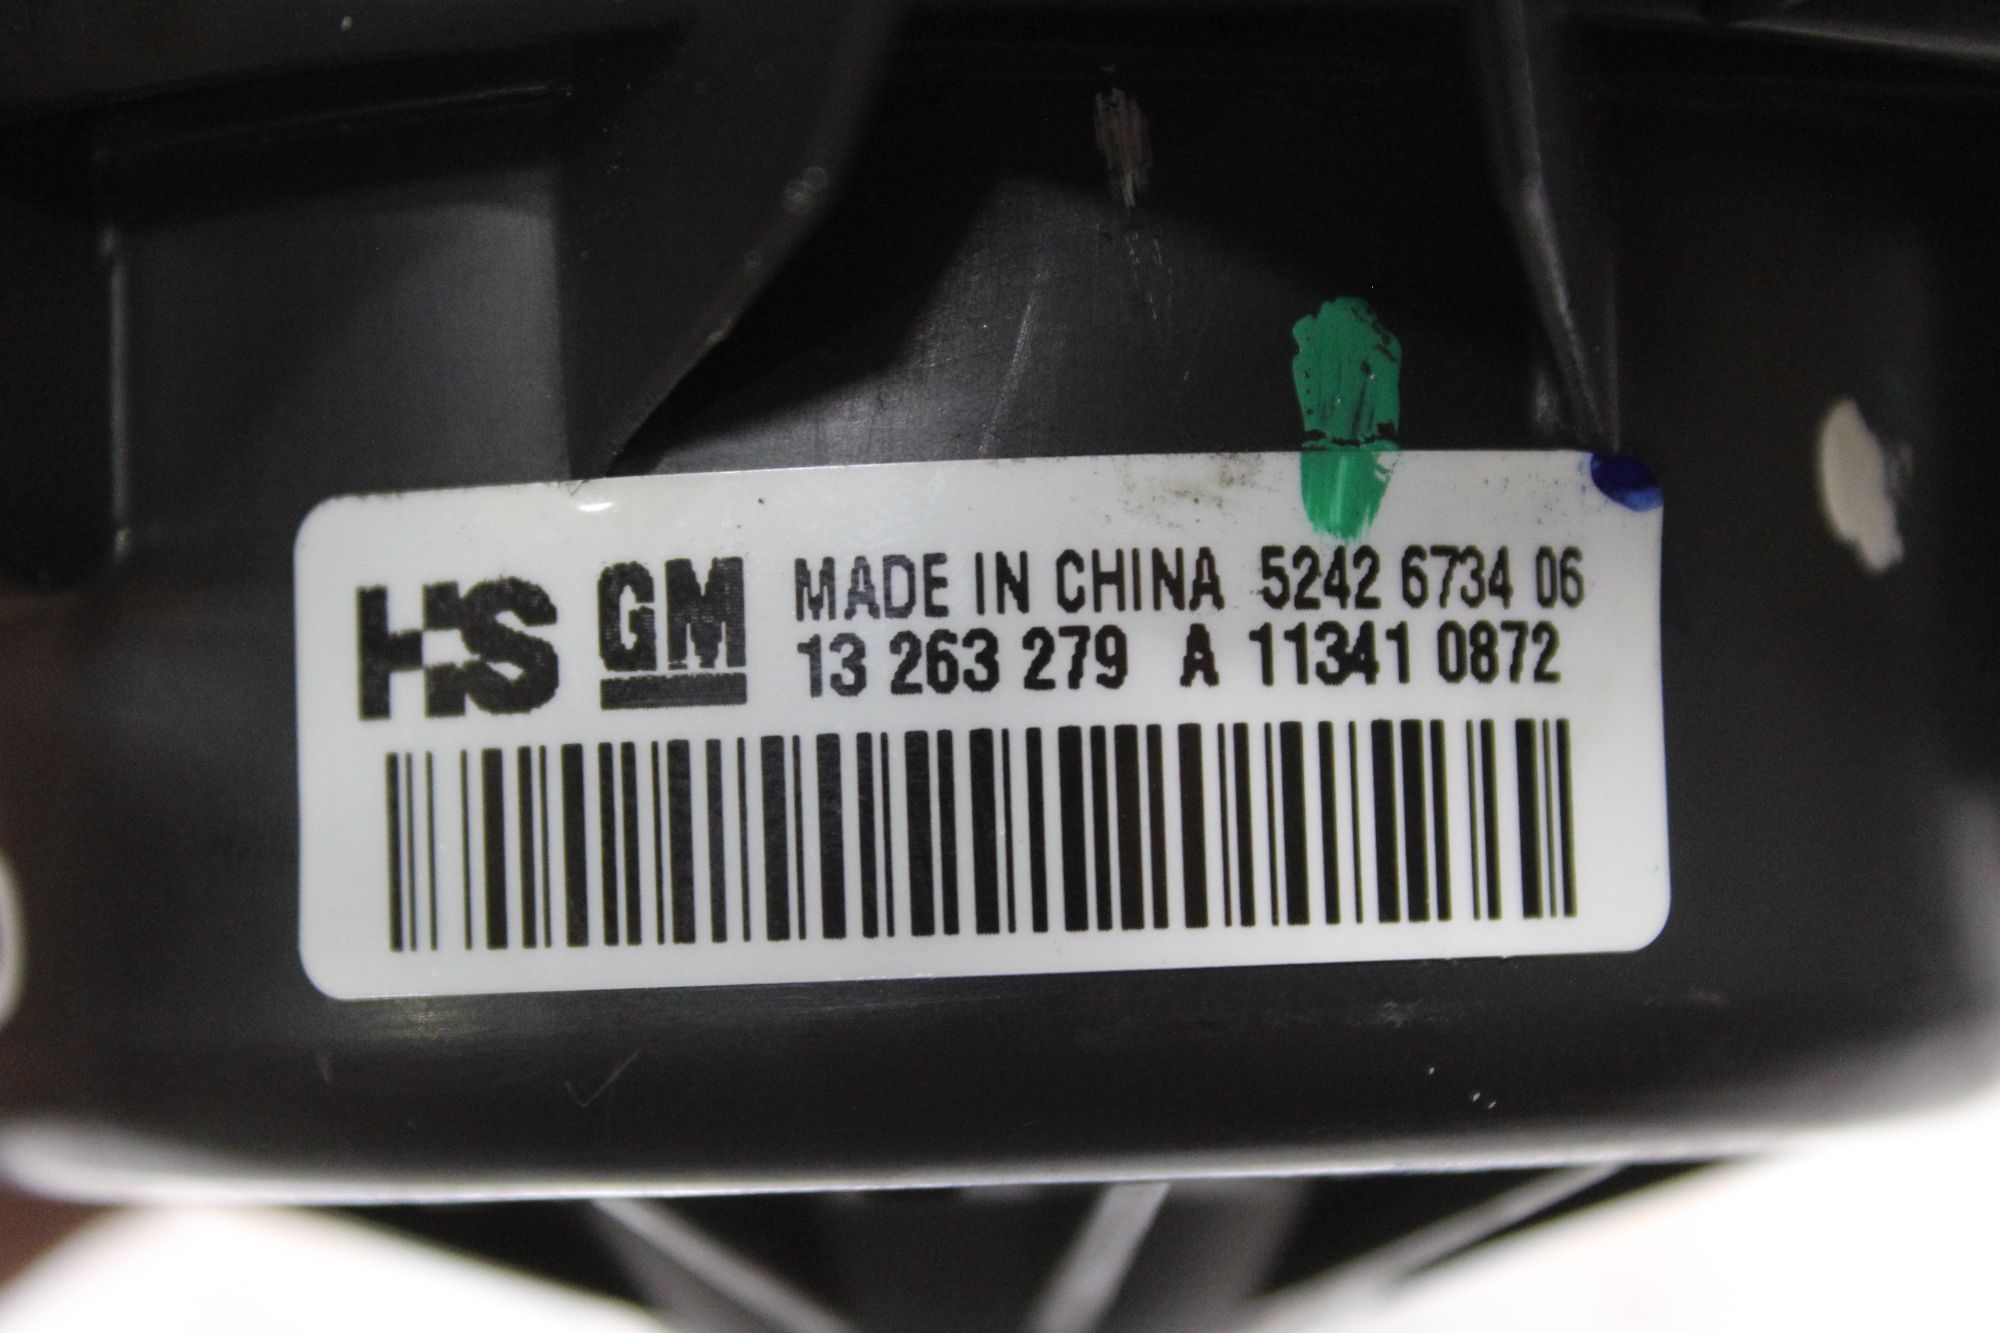 HS GM MADE IN CHINA 5242 6734 06
13 263 279 A 11341 0872